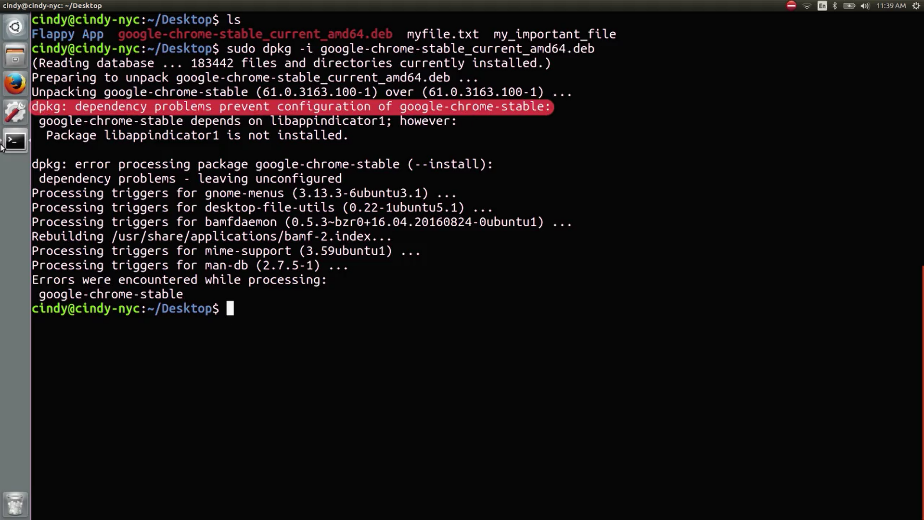 cindy@cindy-nyc: ~/Desktop
En
11:39 AM
cindy@cindy-nyc:~/Desktop$ ls
Flappy App  google-chrome-stable_current_amd64.deb  myfile.txt  my_important_file
cindy@cindy-nyc:~/Desktop$ sudo dpkg -i google-chrome-stable_current_amd64.deb
(Reading database ... 183442 files and directories currently installed.)
Preparing to unpack google-chrome-stable_current_amd64.deb ...
Unpacking google-chrome-stable (61.0.3163.100-1) over (61.0.3163.100-1) ...
dpkg: dependency problems prevent configuration of google-chrome-stable:
 google-chrome-stable depends on libappindicator1; however:
  Package libappindicator1 is not installed.
dpkg: error processing package google-chrome-stable (--install):
 dependency problems - leaving unconfigured
Processing triggers for gnome-menus (3.13.3-6ubuntu3.1) ...
Processing triggers for desktop-file-utils (0.22-1ubuntu5.1) ...
Processing triggers for bamfdaemon (0.5.3~bzr0+16.04.20160824-0ubuntu1) ...
Rebuilding /usr/share/applications/bamf-2.index...
Processing triggers for mime-support (3.59ubuntu1) ...
Processing triggers for man-db (2.7.5-1) ...
Errors were encountered while processing:
 google-chrome-stable
cindy@cindy-nyc:~/Desktop$